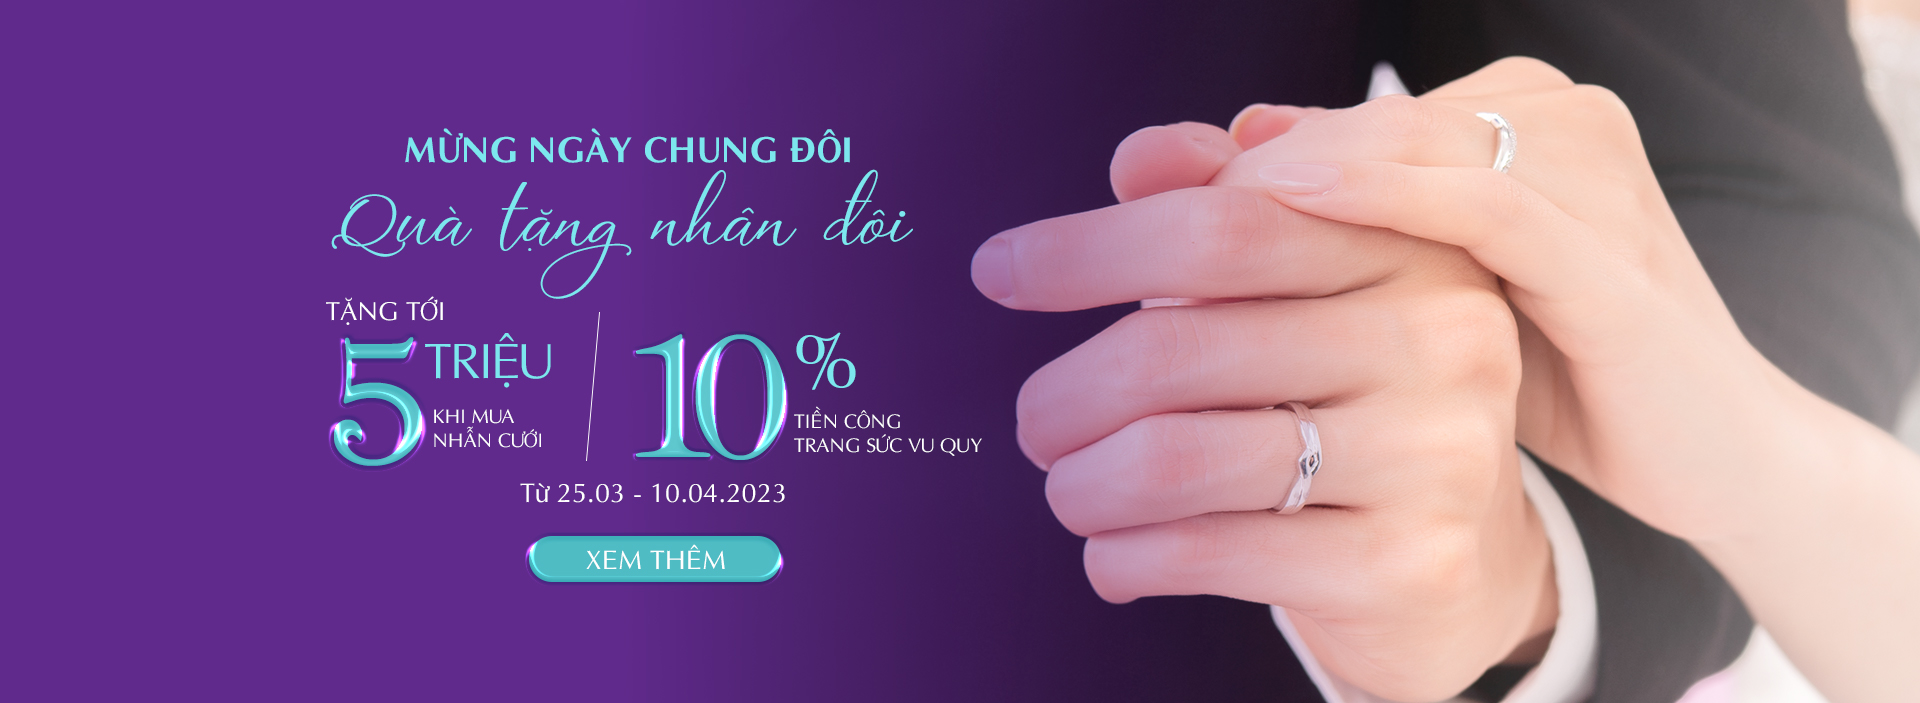 MỪNG NGÀY CHUNG ĐÔI
Quà tặng nhân đôi
TẶNG TỚI
5 TRIỆU
KHI MUA
NHẪN CƯỚI
10%
TIỀN CÔNG
TRANG SỨC VU QUY
Từ 25.03 - 10.04.2023
XEM THÊM